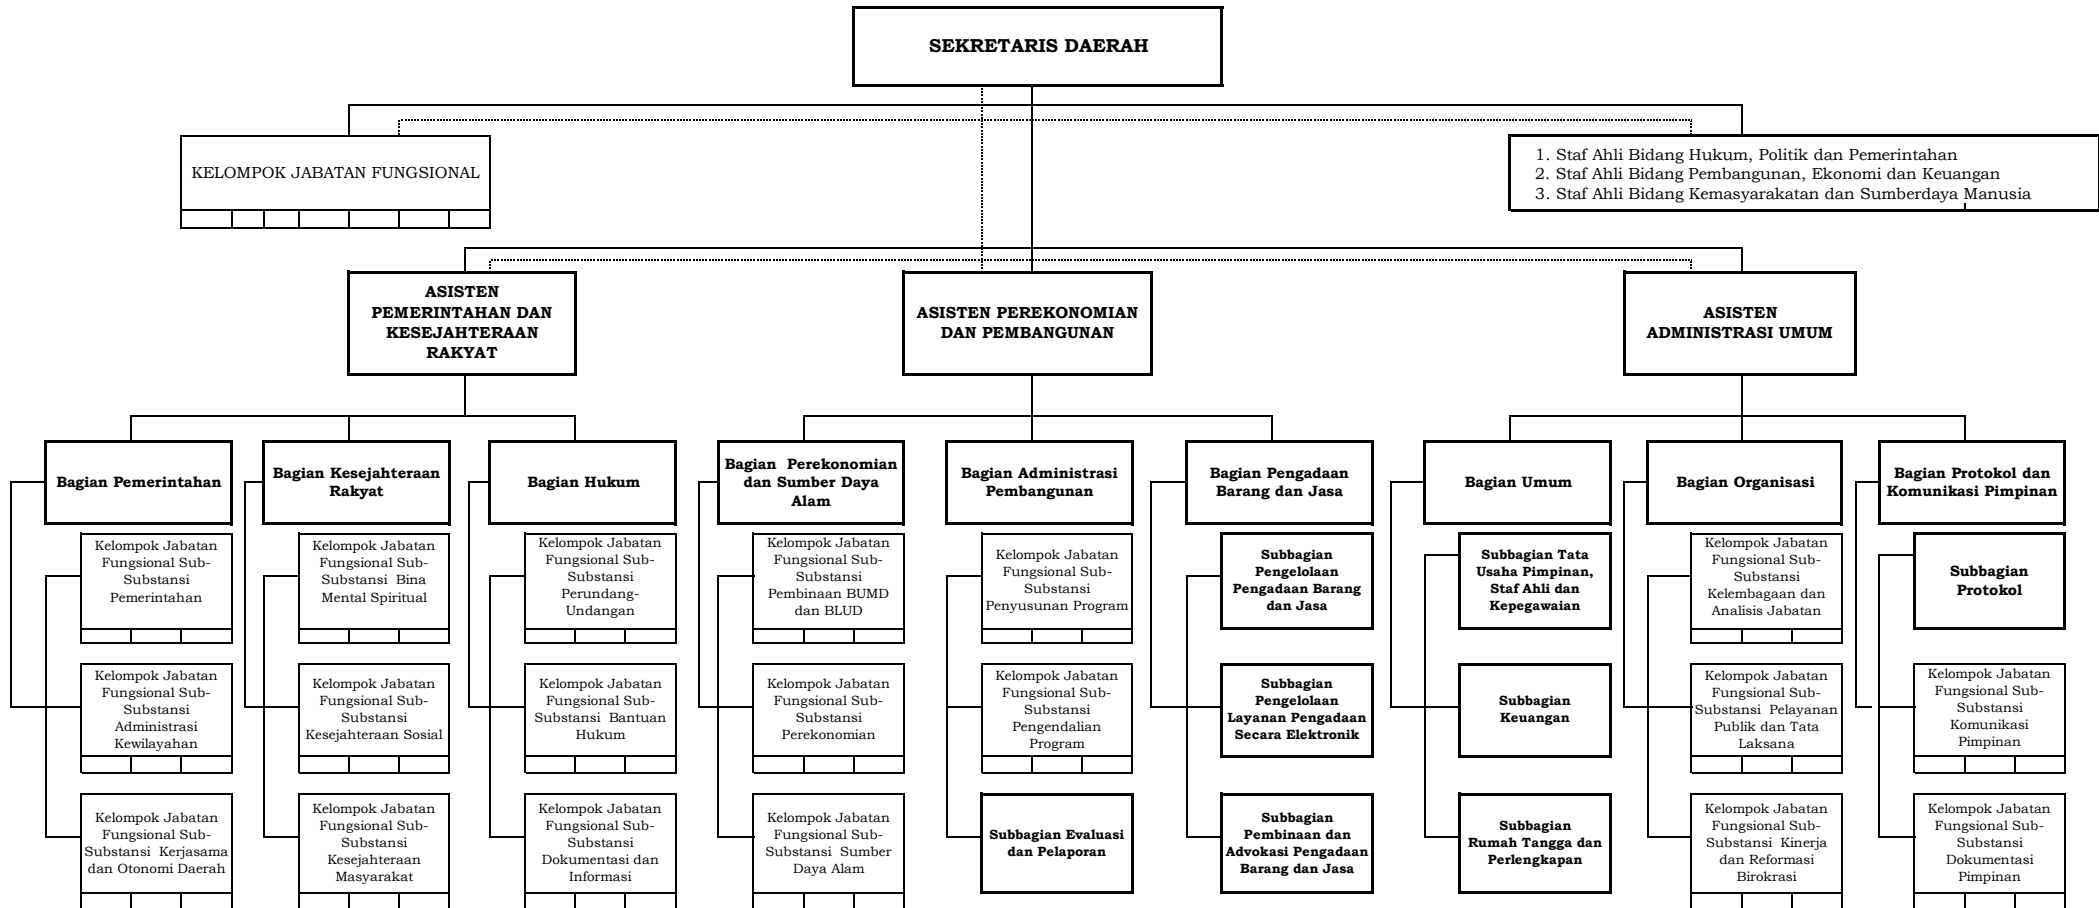 SEKRETARIS DAERAH
KELOMPOK JABATAN FUNGSIONAL
1. Staf Ahli Bidang Hukum, Politik dan Pemerintahan
2. Staf Ahli Bidang Pembangunan, Ekonomi dan Keuangan
3. Staf Ahli Bidang Kemasyarakatan dan Sumberdaya Manusia
ASISTEN
PEMERINTAHAN DAN
KESEJAHTERAAN
RAKYAT
ASISTEN PEREKONOMIAN
DAN PEMBANGUNAN
ASISTEN
ADMINISTRASI UMUM
Bagian Pemerintahan
Bagian Kesejahteraan
Rakyat
Bagian Hukum
Bagian Perekonomian
dan Sumber Daya
Alam
Bagian Administrasi
Pembangunan
Bagian Pengadaan
Barang dan Jasa
Bagian Umum
Bagian Organisasi
Bagian Protokol dan
Komunikasi Pimpinan
Kelompok Jabatan
Fungsional Sub-
Substansi
Pemerintahan
Kelompok Jabatan
Fungsional Sub-
Substansi Bina
Mental Spiritual
Kelompok Jabatan
Fungsional Sub-
Substansi
Perundang-
Undangan
Kelompok Jabatan
Fungsional Sub-
Substansi
Pembinaan BUMD
dan BLUD
Kelompok Jabatan
Fungsional Sub-
Substansi
Penyusunan Program
Subbagian
Pengelolaan
Pengadaan Barang
dan Jasa
Subbagian Tata
Usaha Pimpinan,
Staf Ahli dan
Kepegawaian
Kelompok Jabatan
Fungsional Sub-
Substansi
Kelembagaan dan
Analisis Jabatan
Subbagian
Protokol
Kelompok Jabatan
Fungsional Sub-
Substansi
Administrasi
Kewilayahan
Kelompok Jabatan
Fungsional Sub-
Substansi
Kesejahteraan Sosial
Kelompok Jabatan
Fungsional Sub-
Substansi Bantuan
Hukum
Kelompok Jabatan
Fungsional Sub-
Substansi
Perekonomian
Kelompok Jabatan
Fungsional Sub-
Substansi
Pengendalian
Program
Subbagian
Pengelolaan
Layanan Pengadaan
Secara Elektronik
Subbagian
Keuangan
Kelompok Jabatan
Fungsional Sub-
Substansi Pelayanan
Publik dan Tata
Laksana
Kelompok Jabatan
Fungsional Sub-
Substansi
Komunikasi
Pimpinan
Kelompok Jabatan
Fungsional Sub-
Substansi Kerjasama
dan Otonomi Daerah
Kelompok Jabatan
Fungsional Sub-
Substansi
Kesejahteraan
Masyarakat
Kelompok Jabatan
Fungsional Sub-
Substansi
Dokumentasi dan
Informasi
Kelompok Jabatan
Fungsional Sub-
Substansi Sumber
Daya Alam
Subbagian Evaluasi
dan Pelaporan
Subbagian
Pembinaan dan
Advokasi Pengadaan
Barang dan Jasa
Subbagian
Rumah Tangga dan
Perlengkapan
Kelompok Jabatan
Fungsional Sub-
Substansi Kinerja
dan Reformasi
Birokrasi
Kelompok Jabatan
Fungsional Sub-
Substansi
Dokumentasi
Pimpinan